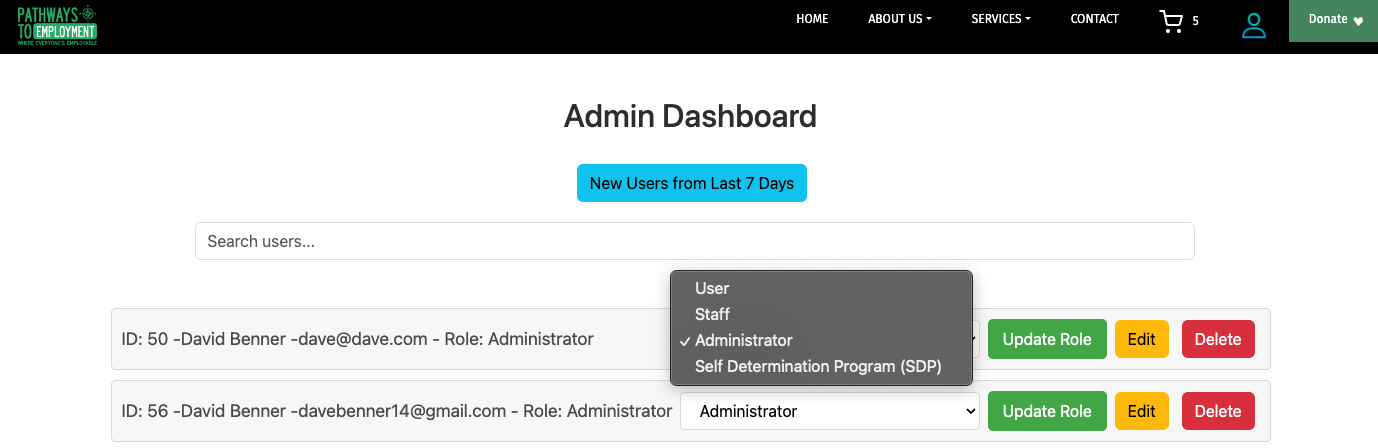 PATHWAYS
TO EMPLOYMENT
WHERE EVERYONE'S EMPLOYABLE
HOME ABOUT US SERVICES CONTACT 5 Donate
Admin Dashboard
New Users from Last 7 Days
Search users...
User
Staff
Administrator
Self Determination Program (SDP)
ID: 50 -David Benner -dave@dave.com - Role: Administrator Update Role Edit Delete
ID: 56 -David Benner -davebenner14@gmail.com - Role: Administrator Administrator Update Role Edit Delete